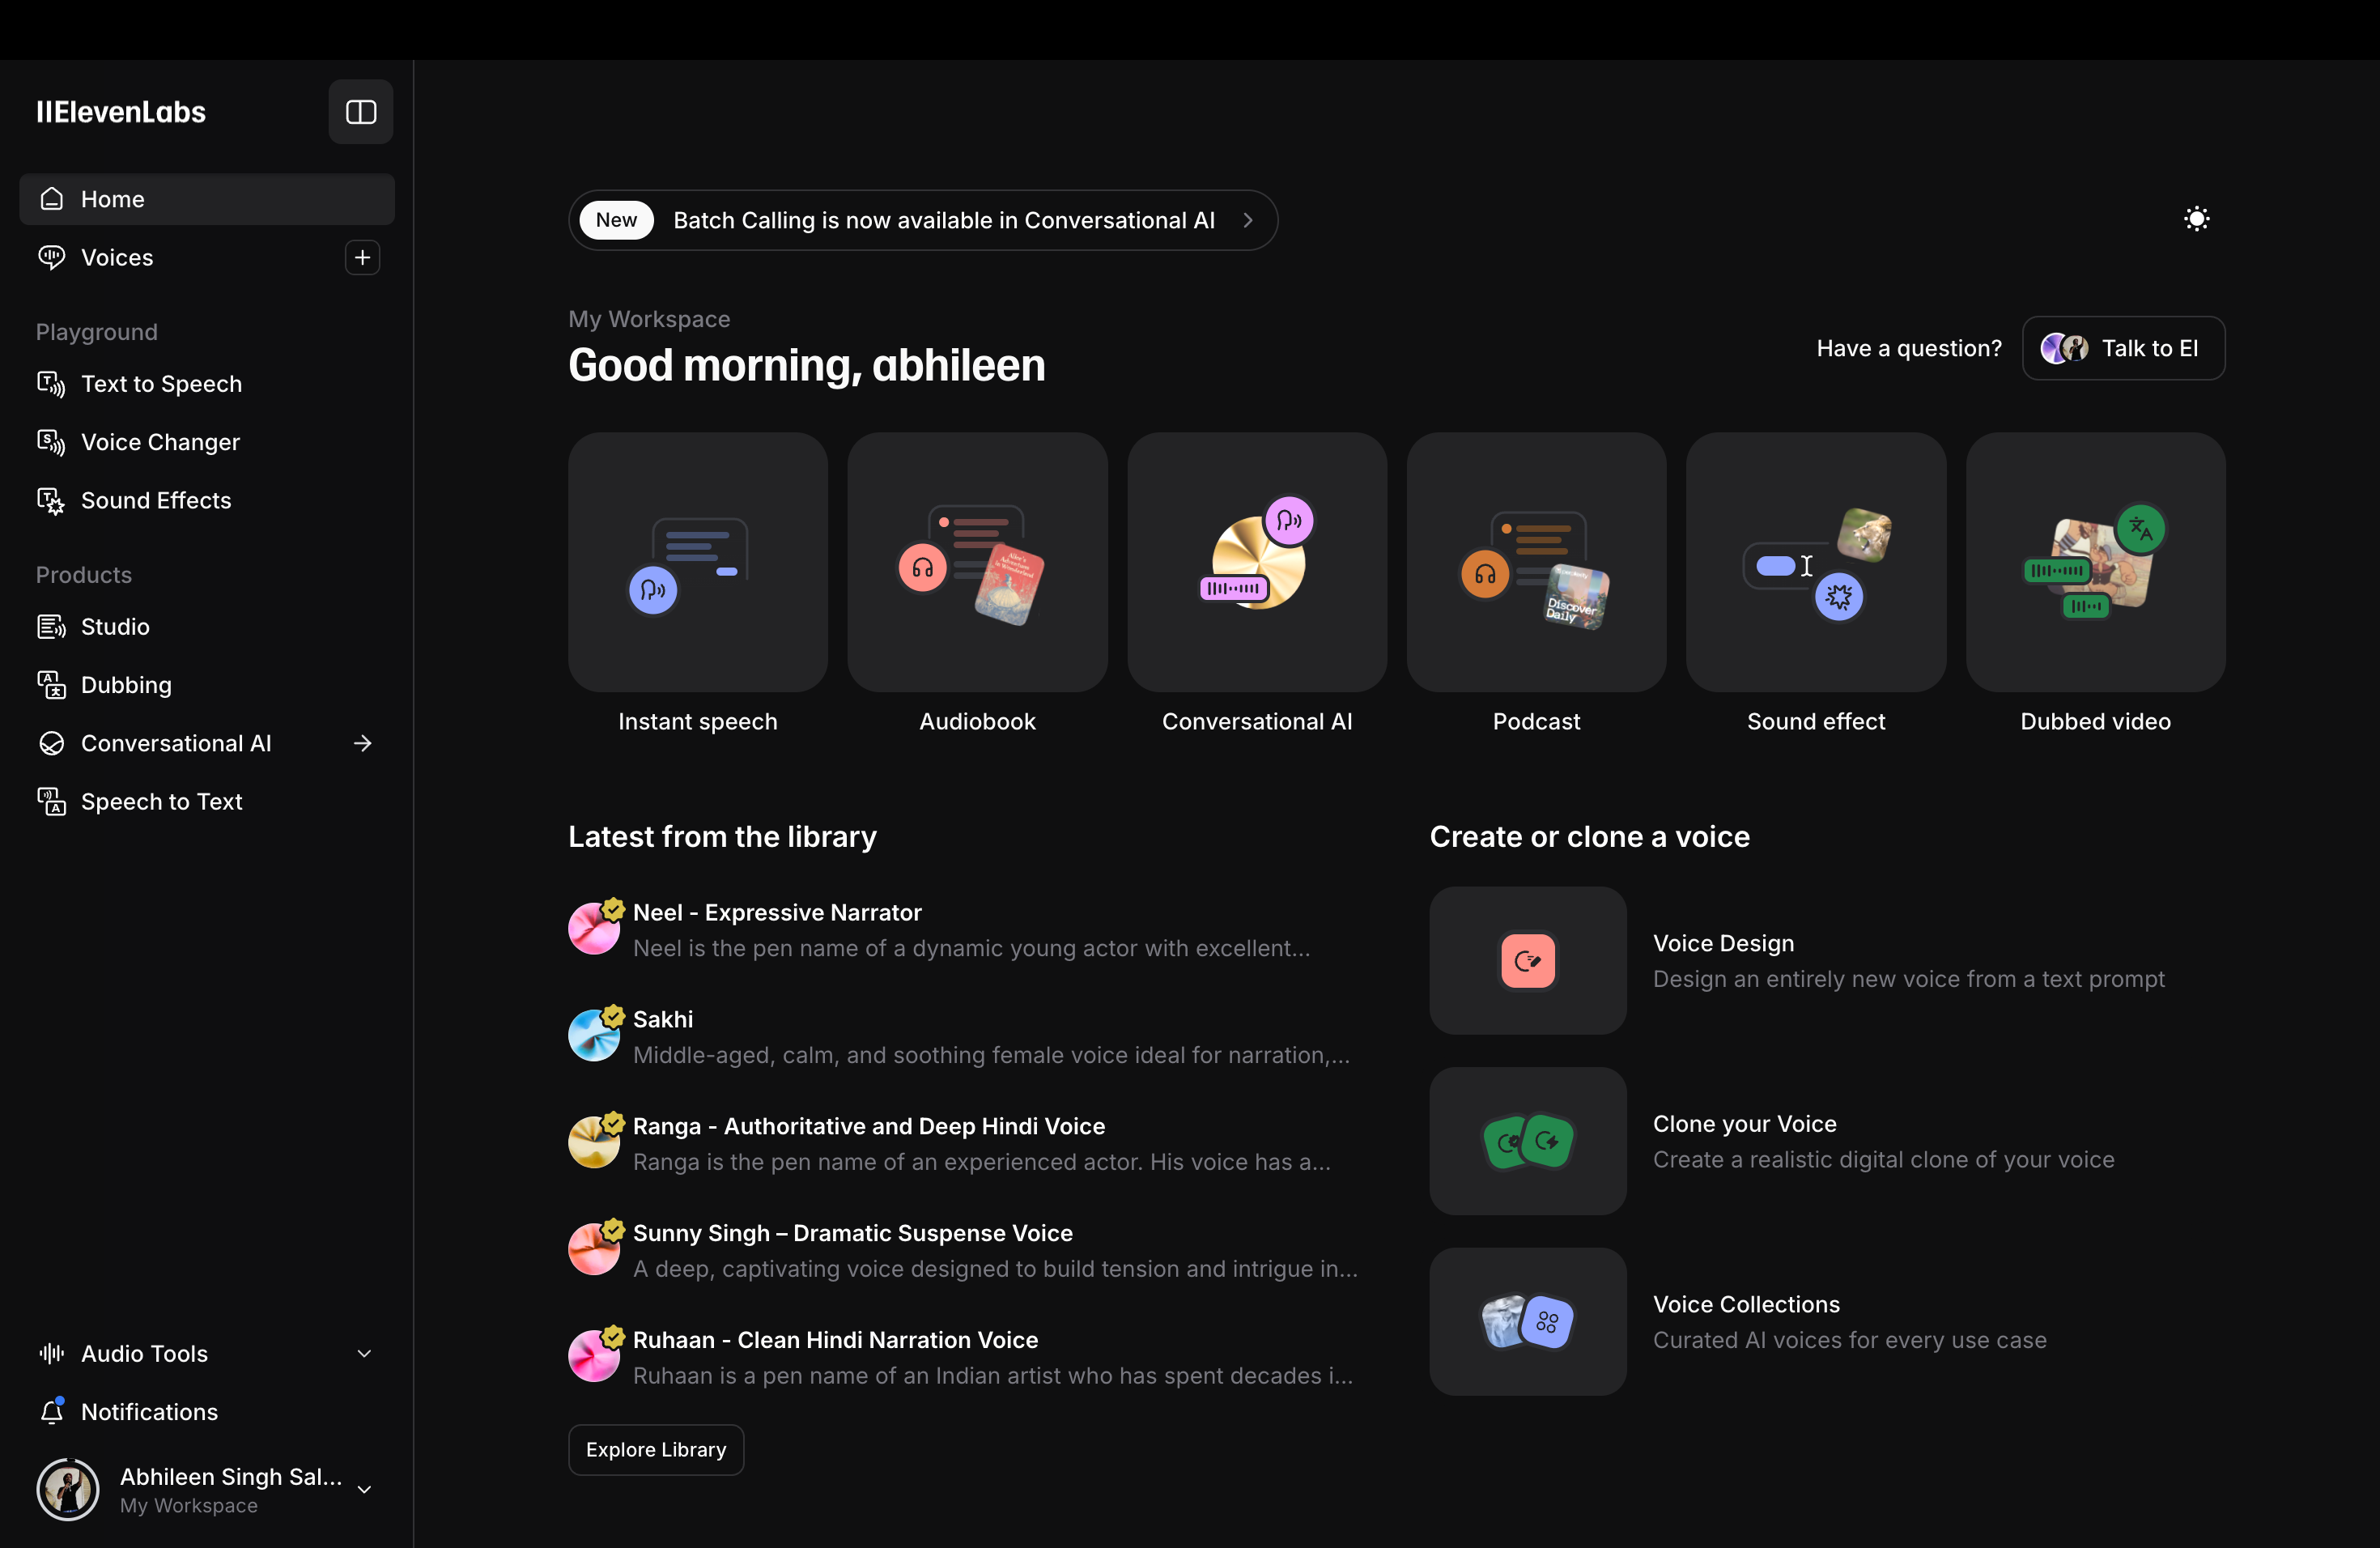 IIElevenLabs
Home
Voices
Playground
Text to Speech
Voice Changer
Sound Effects
Products
Studio
Dubbing
Conversational AI
Speech to Text
Audio Tools
Notifications
Abhileen Singh Sal...
My Workspace
New Batch Calling is now available in Conversational AI
My Workspace
Good morning, abhileen
Have a question? Talk to El
Alice's
Adventures
in Wonderland
Discover
Daily
Instant speech
Audiobook
Conversational AI
Podcast
Sound effect
Dubbed video
Latest from the library
Neel - Expressive Narrator
Neel is the pen name of a dynamic young actor with excellent...
Sakhi
Middle-aged, calm, and soothing female voice ideal for narration,...
Ranga - Authoritative and Deep Hindi Voice
Ranga is the pen name of an experienced actor. His voice has a...
Sunny Singh – Dramatic Suspense Voice
A deep, captivating voice designed to build tension and intrigue in...
Ruhaan - Clean Hindi Narration Voice
Ruhaan is a pen name of an Indian artist who has spent decades i...
Explore Library
Create or clone a voice
Voice Design
Design an entirely new voice from a text prompt
Clone your Voice
Create a realistic digital clone of your voice
Voice Collections
Curated AI voices for every use case